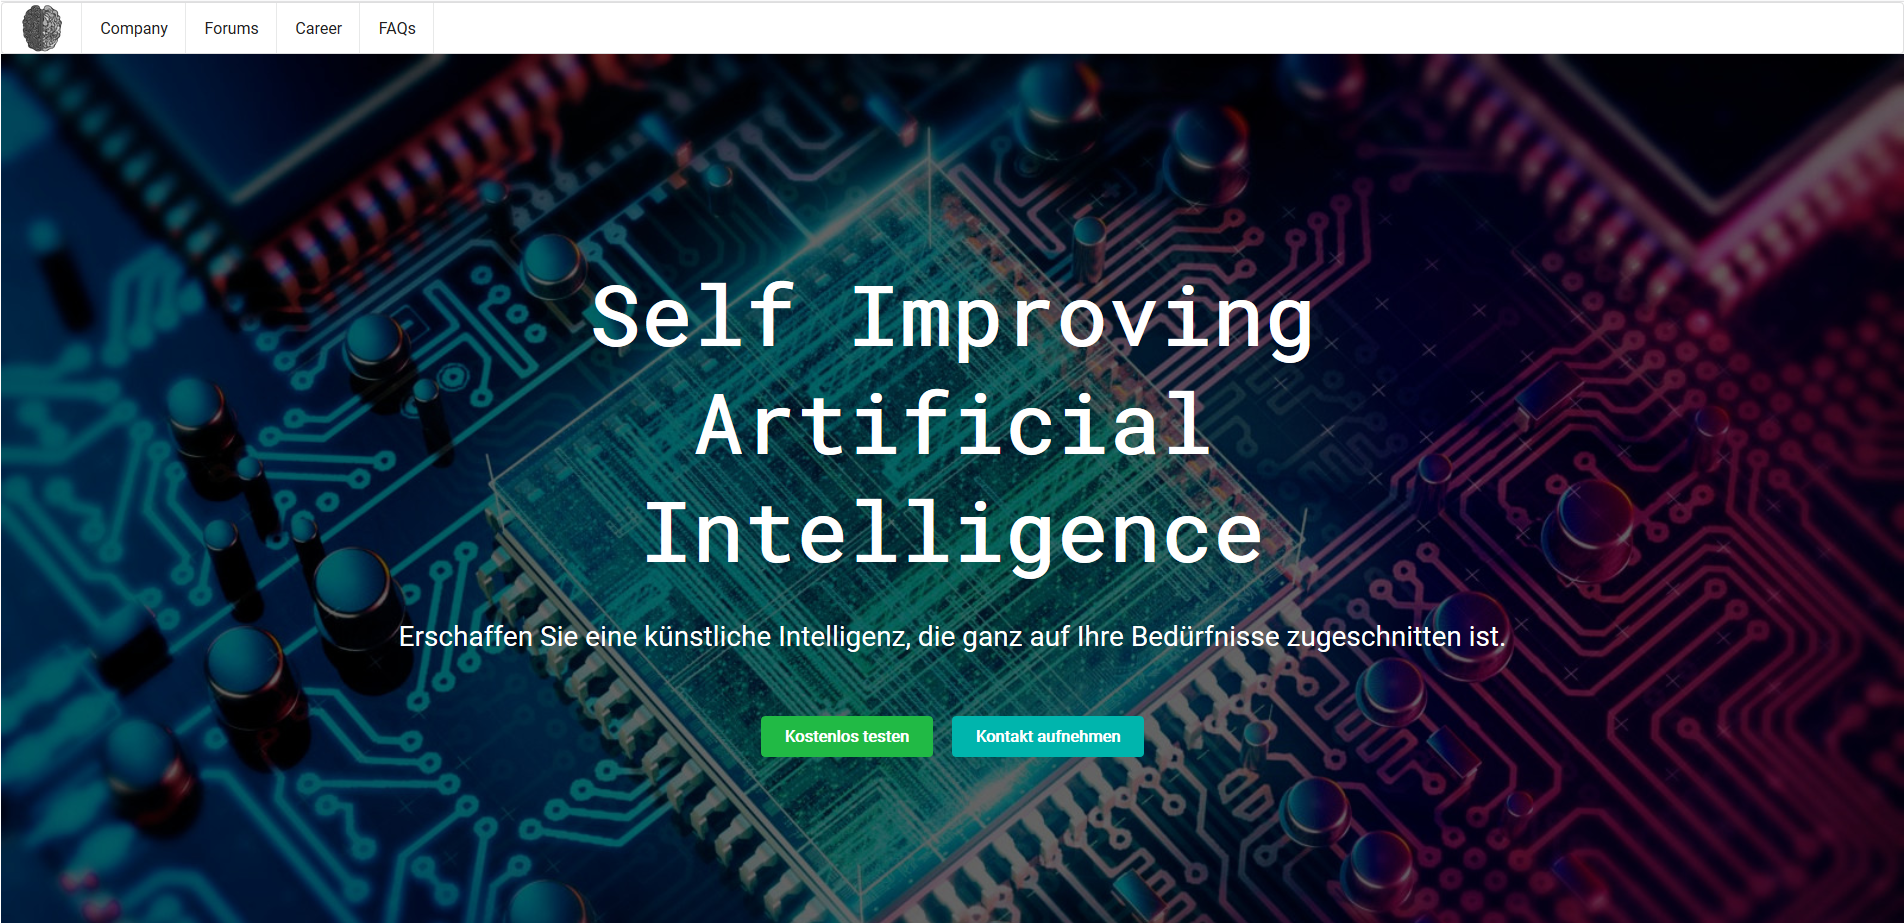 Company Forums Career FAQs
Self Improving
Artificial
Intelligence
Erschaffen Sie eine künstliche Intelligenz, die ganz auf Ihre Bedürfnisse zugeschnitten ist.
Kostenlos testen Kontakt aufnehmen